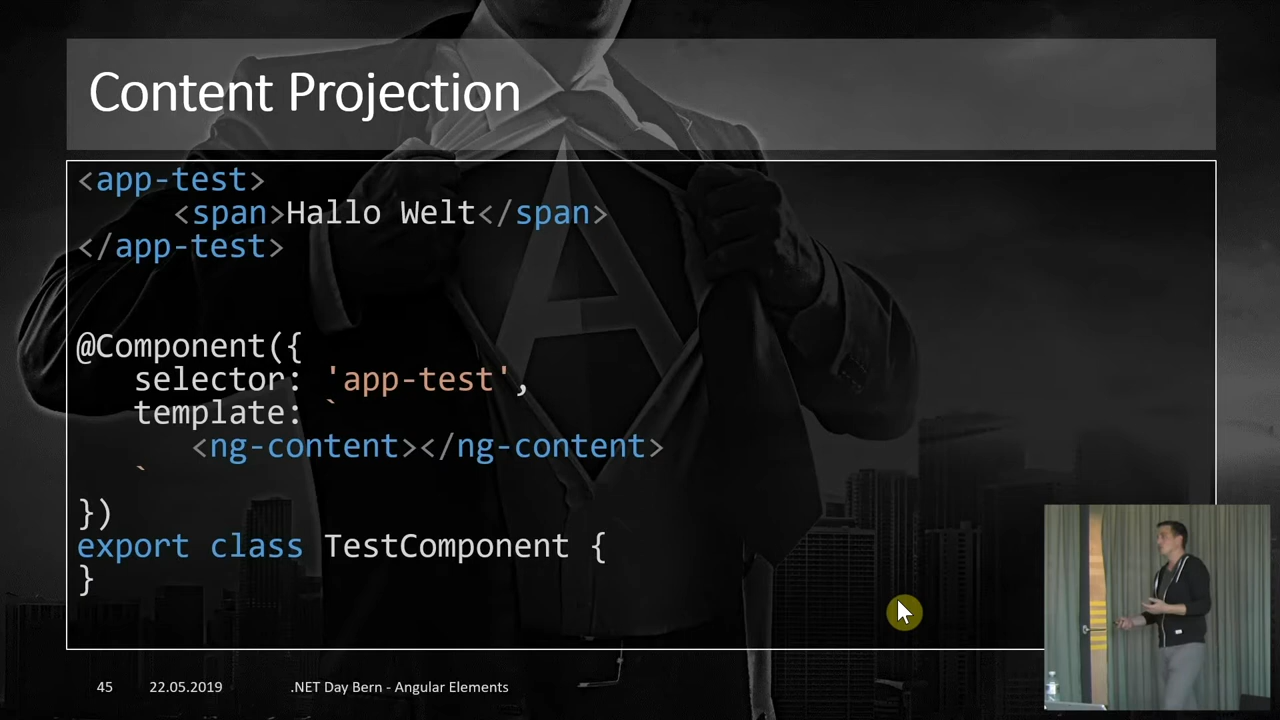 Content Projection
<app-test>
<span>Hallo Welt</span>
</app-test>
@Component({
selector: 'app-test',
template: `
<ng-content></ng-content>
`
})
export class TestComponent {
}
45 22.05.2019 .NET Day Bern - Angular Elements